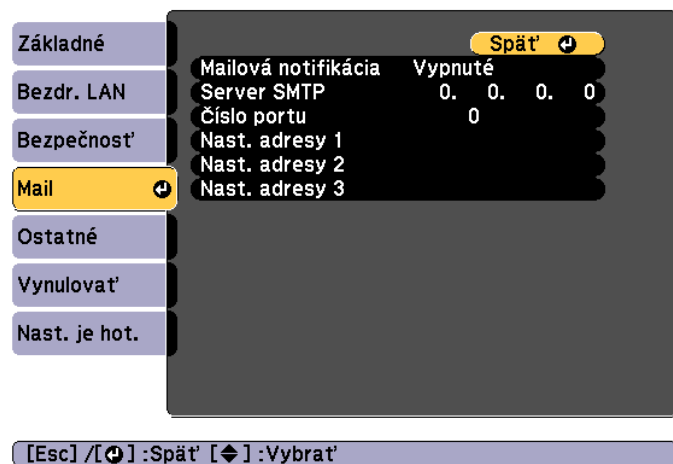 Základné
Bezdr. LAN
Bezpečnosť
Mail
Ostatné
Vynulovať
Nast. je hot.
Späť
Mailová notifikácia Vypnuté
Server SMTP 0. 0. 0. 0
Číslo portu 0
Nast. adresy 1
Nast. adresy 2
Nast. adresy 3
[Esc] /[ ] :Späť [ ] :Vybrať